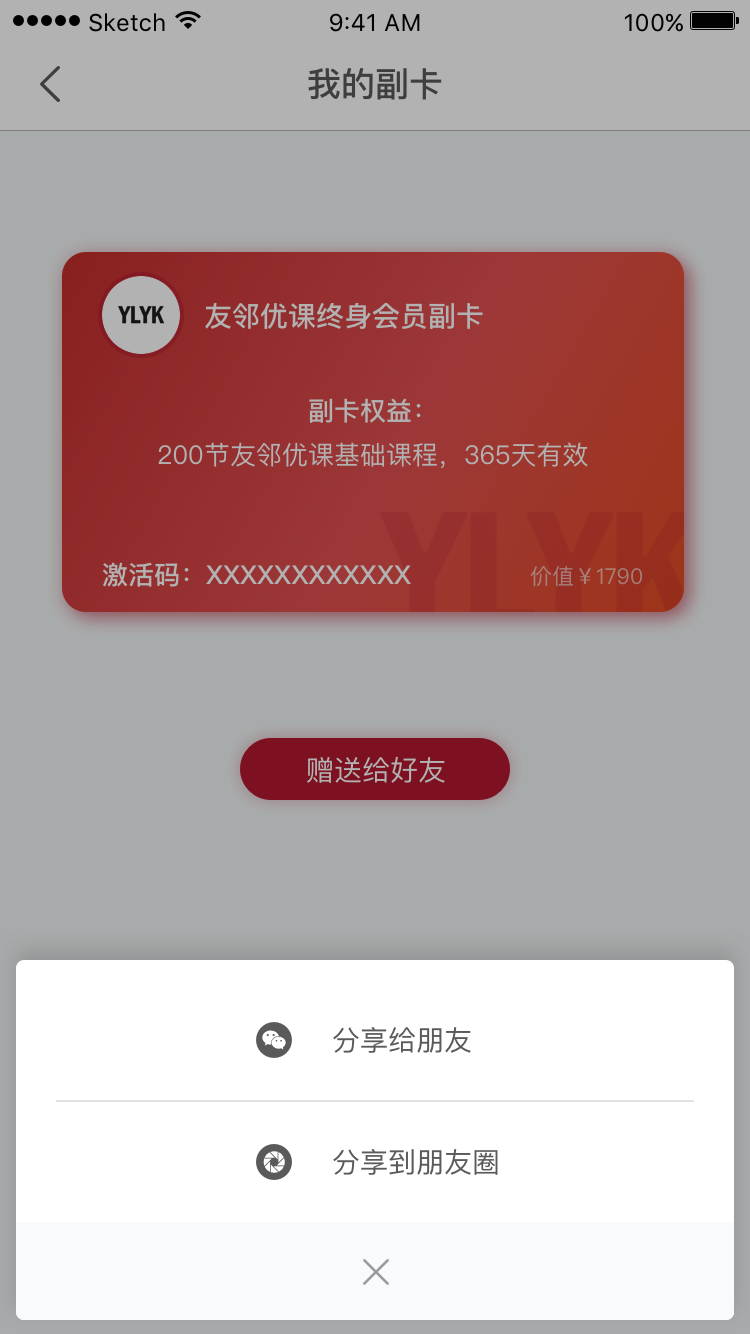 Sketch 9:41 AM 100%
我的副卡
YLYK 友邻优课终身会员副卡
副卡权益：
200节友邻优课基础课程，365天有效
YLYK
激活码：XXXXXXXXXXXX 价值￥1790
赠送给好友
分享给朋友
分享到朋友圈